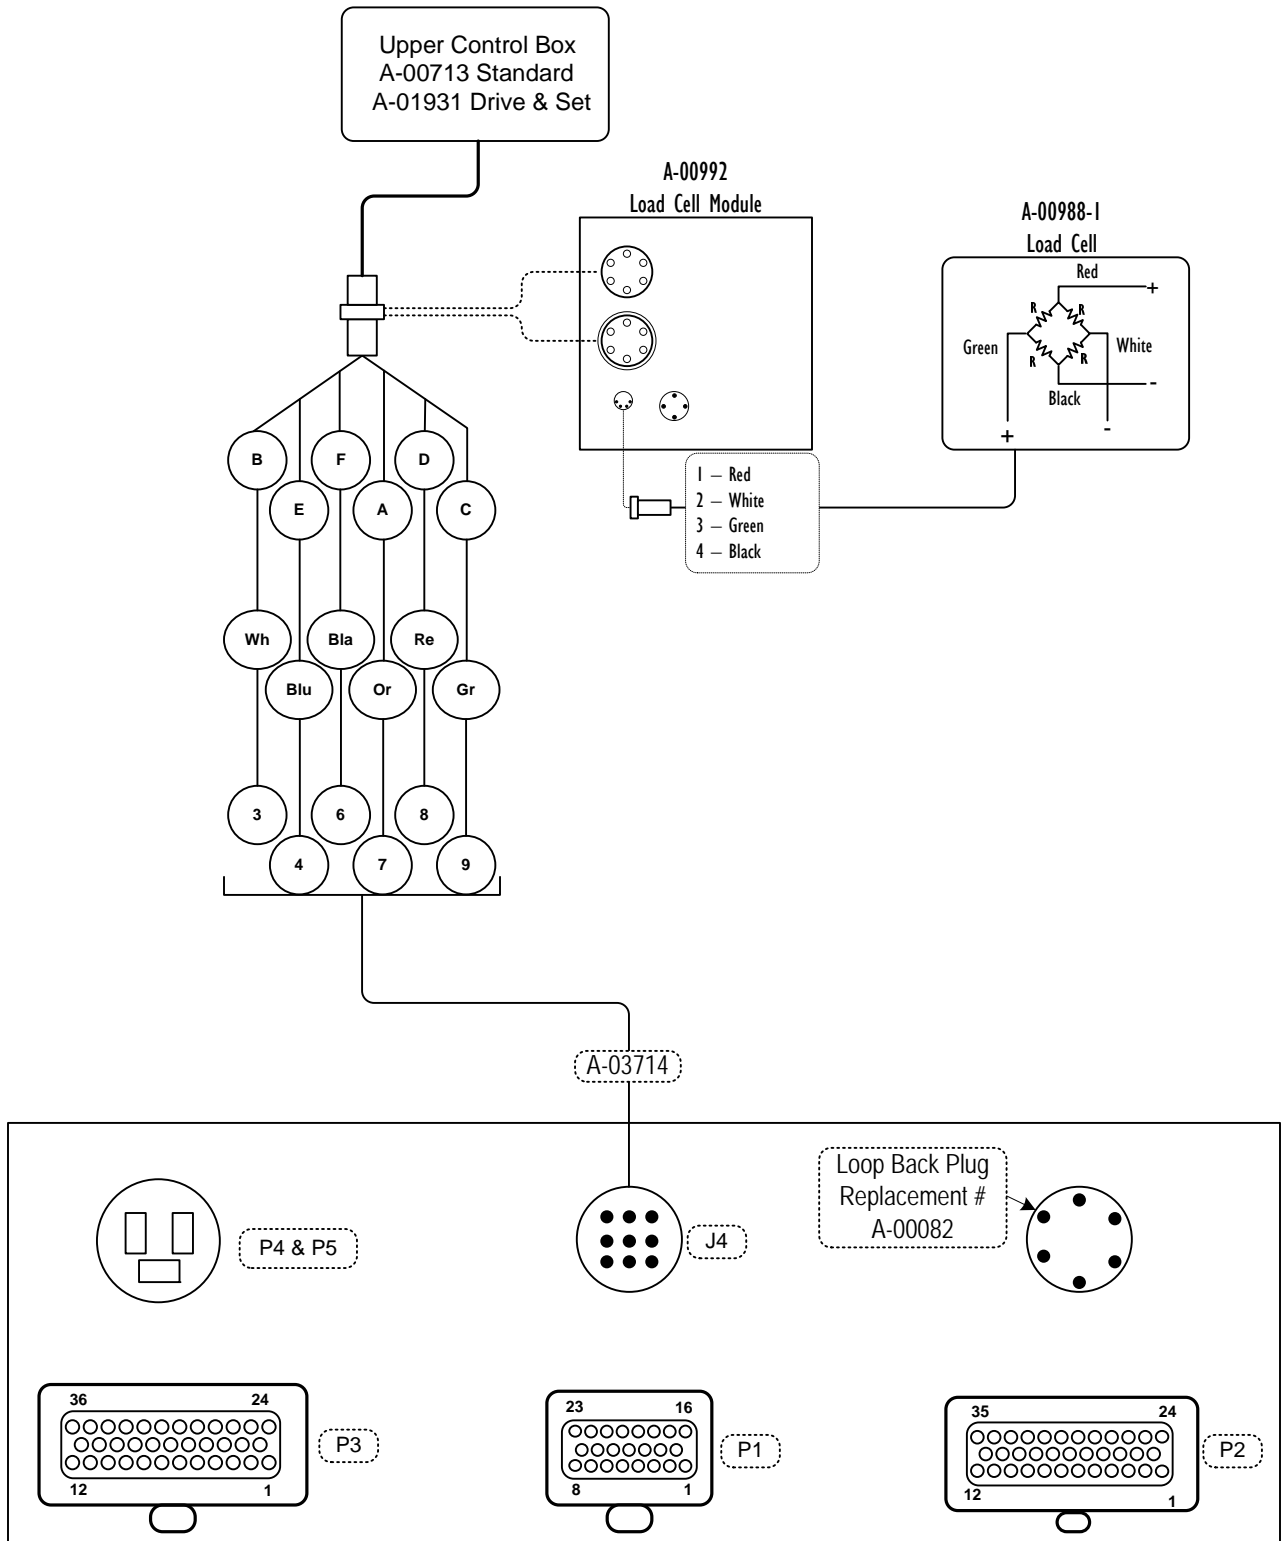 Upper Control Box
A-00713 Standard
A-01931 Drive & Set
A-00992
Load Cell Module
A-00988-1
Load Cell
Red
+
R
R
Green
White
R
R
Black
-
+
-
1 – Red
2 – White
3 – Green
4 – Black
B
F
D
E
A
C
Wh
Bla
Re
Blu
Or
Gr
3
6
8
4
7
9
A-03714
Loop Back Plug
Replacement #
A-00082
P4 & P5
J4
36
24
12
1
P3
23
16
8
1
P1
35
24
12
1
P2